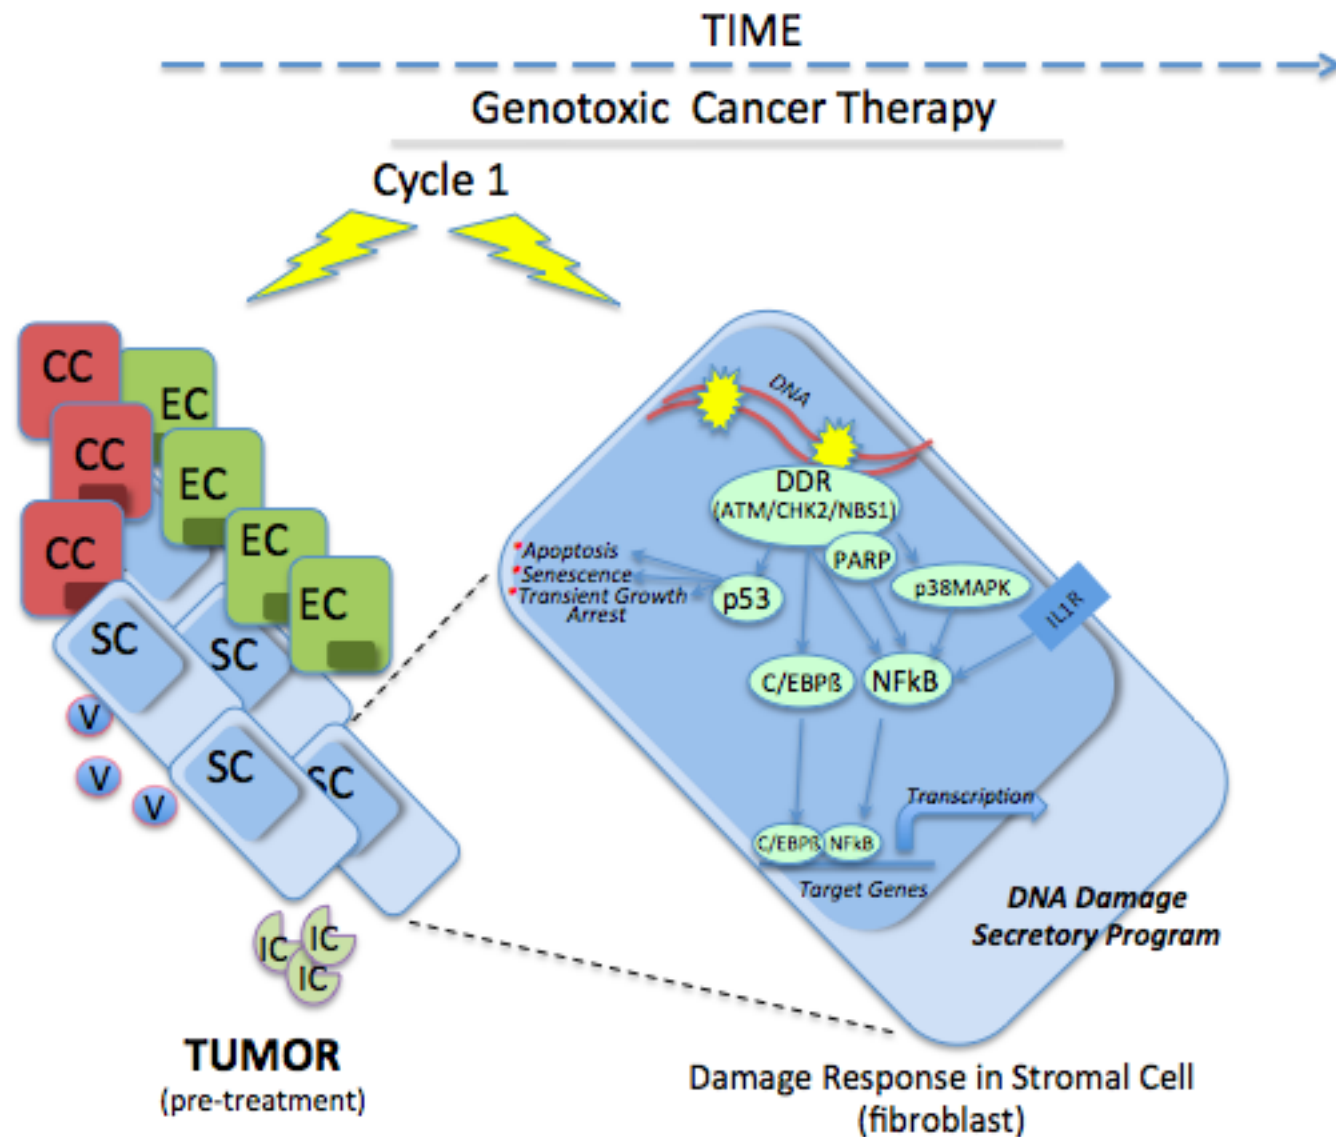 TIME
Genotoxic Cancer Therapy
Cycle 1
CC
EC
CC
EC
CC
EC
EC
SC
SC
SC
SC
V
V
V
IC
IC
IC
TUMOR
(pre-treatment)
DNA
DDR
(ATM/CHK2/NBS1)
PARP
p38MAPK
IL1R
*Apoptosis
*Senescence
*Transient Growth
Arrest
p53
C/EBPß
NFkB
Transcription
C/EBPß
NFkB
Target Genes
DNA Damage
Secretory Program
Damage Response in Stromal Cell
(fibroblast)